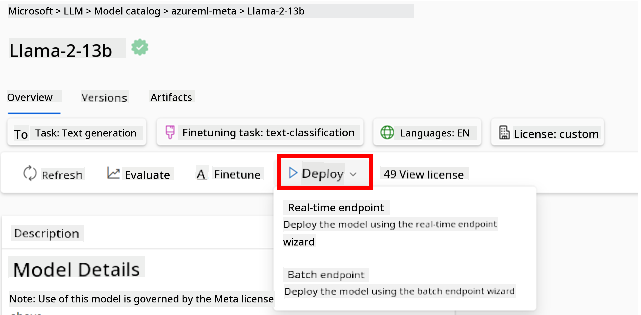 Microsoft > LLM > Model catalog > azureml-meta > Llama-2-13b
Llama-2-13b
Overview Versions Artifacts
To Task: Text generation Finetuning task: text-classification Languages: EN License: custom
Refresh Evaluate A Finetune Deploy 49 View license
Real-time endpoint
Deploy the model using the real-time endpoint
wizard
Batch endpoint
Deploy the model using the batch endpoint wizard
Description
Model Details
Note: Use of this model is governed by the Meta license
above